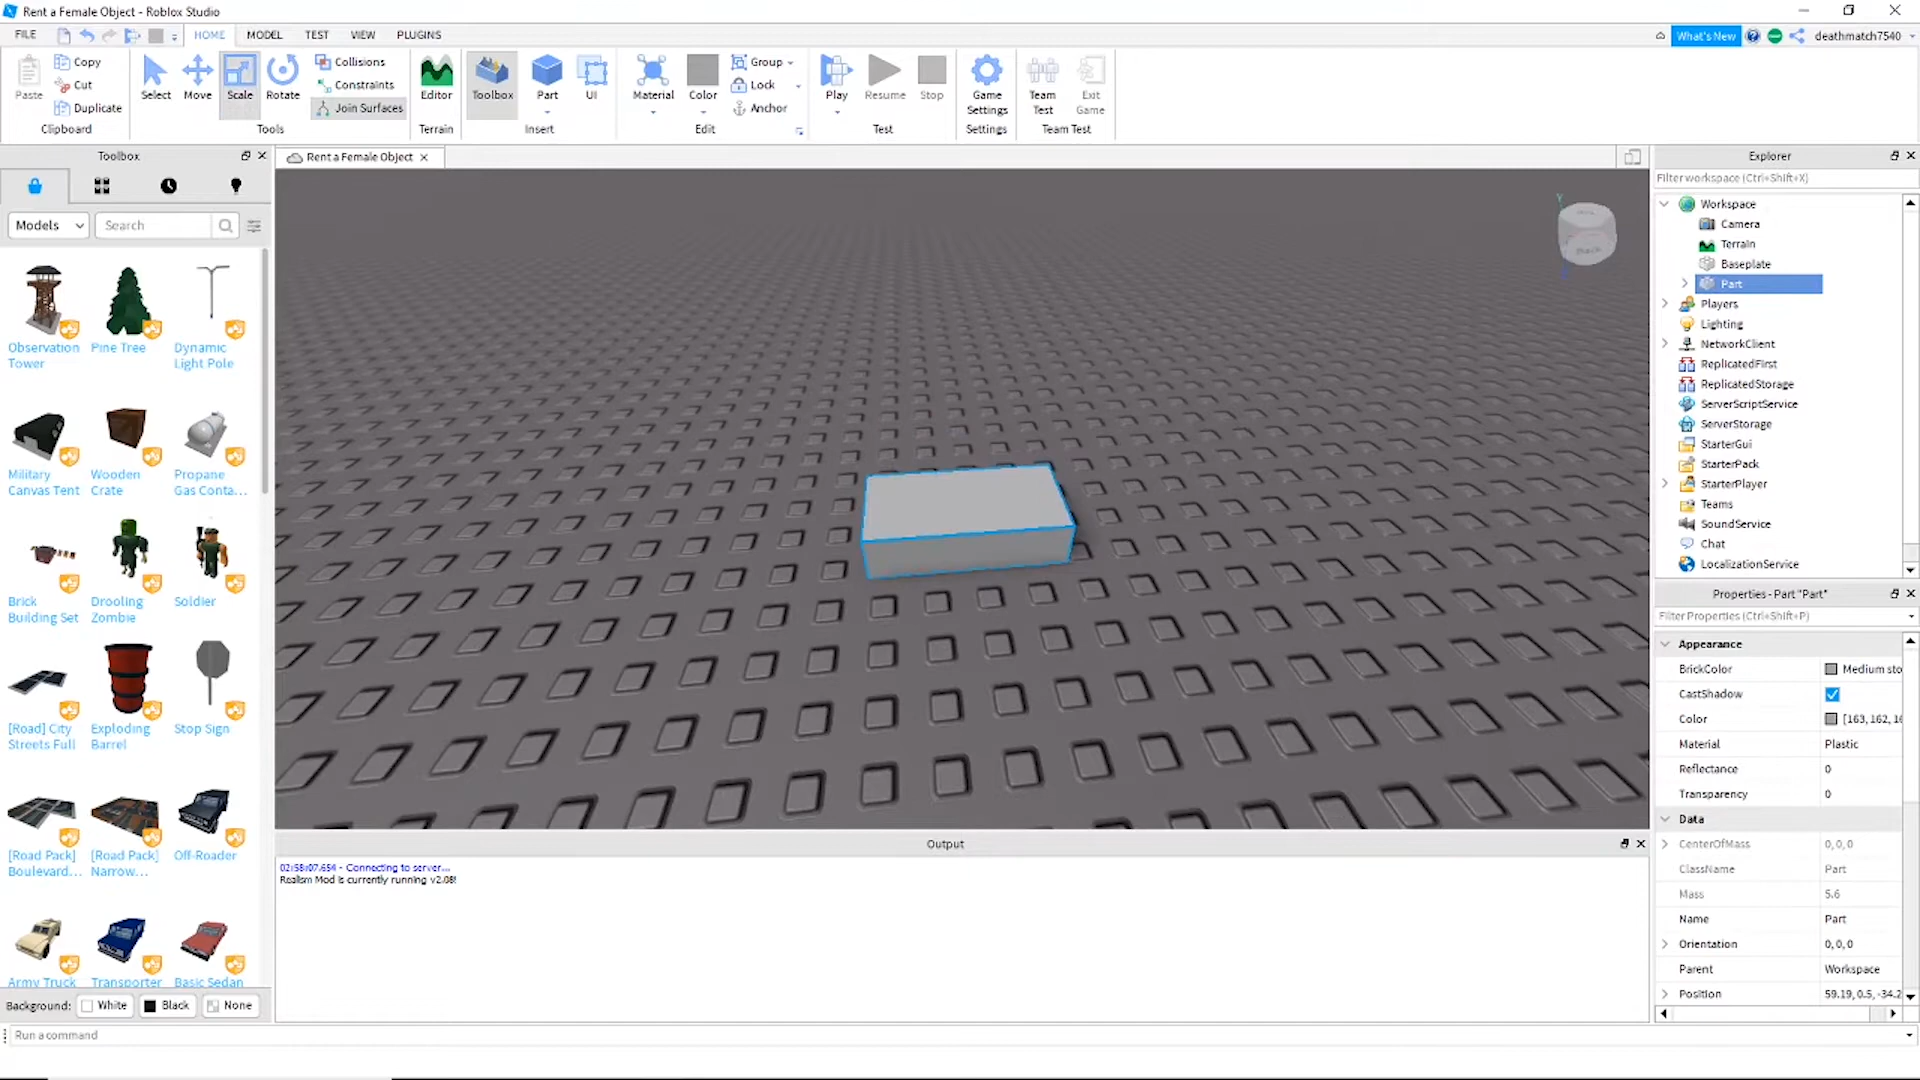 Rent a Female Object - Roblox Studio
FILE
HOME
MODEL
TEST
VIEW
PLUGINS
What's New
deathmatch7540
Paste
Copy
Cut
Duplicate
Clipboard
Select
Move
Scale
Rotate
Collisions
Constraints
Join Surfaces
Tools
Editor
Terrain
Toolbox
Part
UI
Insert
Material
Color
Group
Lock
Anchor
Edit
Play
Resume
Stop
Test
Game Settings
Settings
Team Test
Exit Game
Team Test
Toolbox
Models
Search
Observation Tower
Pine Tree
Dynamic Light Pole
Military Canvas Tent
Wooden Crate
Propane Gas Conta...
Brick Building Set
Drooling Zombie
Soldier
[Road] City Streets Full
Exploding Barrel
Stop Sign
[Road Pack] Boulevard...
[Road Pack] Narrow...
Off-Roader
Army Truck
Transporter
Basic Sedan
Background:
White
Black
None
Run a command
Rent a Female Object
Y
Output
02:58:07.654 - Connecting to server...
Realism Mod is currently running v2.08!
Explorer
Filter workspace (Ctrl+Shift+X)
Workspace
Camera
Terrain
Baseplate
Part
Players
Lighting
NetworkClient
ReplicatedFirst
ReplicatedStorage
ServerScriptService
ServerStorage
StarterGui
StarterPack
StarterPlayer
Teams
SoundService
Chat
LocalizationService
Properties - Part "Part"
Filter Properties (Ctrl+Shift+P)
Appearance
BrickColor Medium sto
CastShadow
Color [163, 162, 16
Material Plastic
Reflectance 0
Transparency 0
Data
CenterOfMass 0, 0, 0
ClassName Part
Mass 5.6
Name Part
Orientation 0, 0, 0
Parent Workspace
Position 59.19, 0.5, -34.2